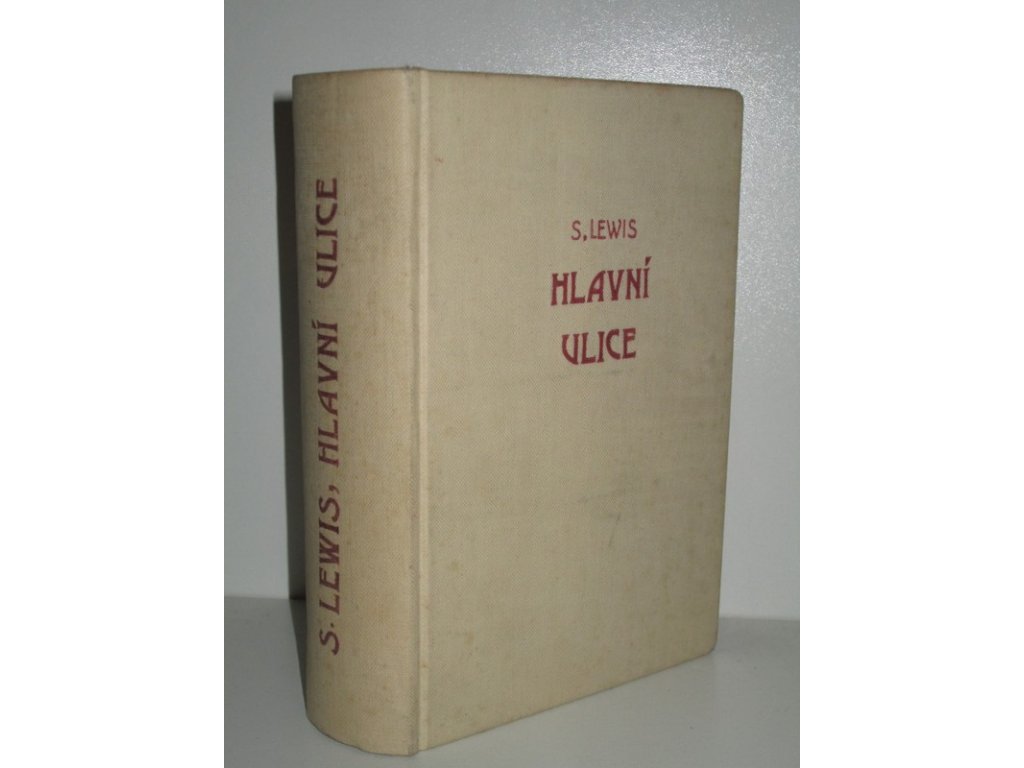 S. LEWIS, HLAVNÍ ULICE
S. LEWIS
HLAVNÍ
ULICE